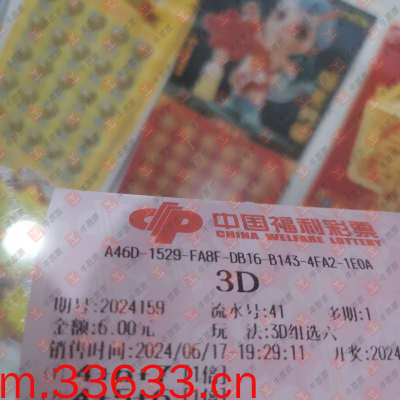 中国福利彩票
CHINA WELFARE LOTTERY
A46D-1529-FA8F-DB16-B143-4FA2-1E0A
3D
期号:2024159 流水号:41 多期:1
金额:6.00元 玩 法:3D组选六
销售时间:2024/06/17-19:29:11 开奖:2024
m.33633.cn